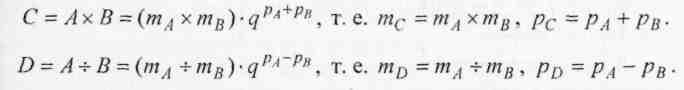 C = A × B = (m_A × m_B) · q^{p_A+p_B}, т. е. m_C = m_A × m_B, p_C = p_A + p_B.
D = A ÷ B = (m_A ÷ m_B) · q^{p_A−p_B}, т. е. m_D = m_A ÷ m_B, p_D = p_A − p_B.